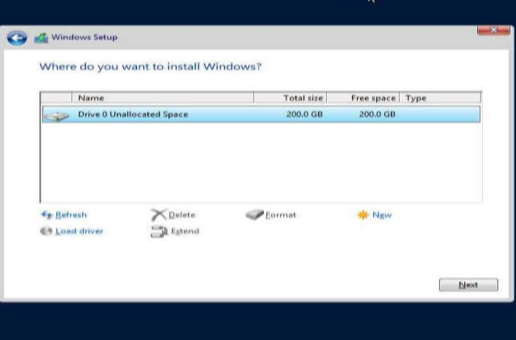 Windows Setup
Where do you want to install Windows?
Name Total size Free space Type
Drive 0 Unallocated Space 200.0 GB 200.0 GB
Refresh Delete Format New
Load driver Extend
Next